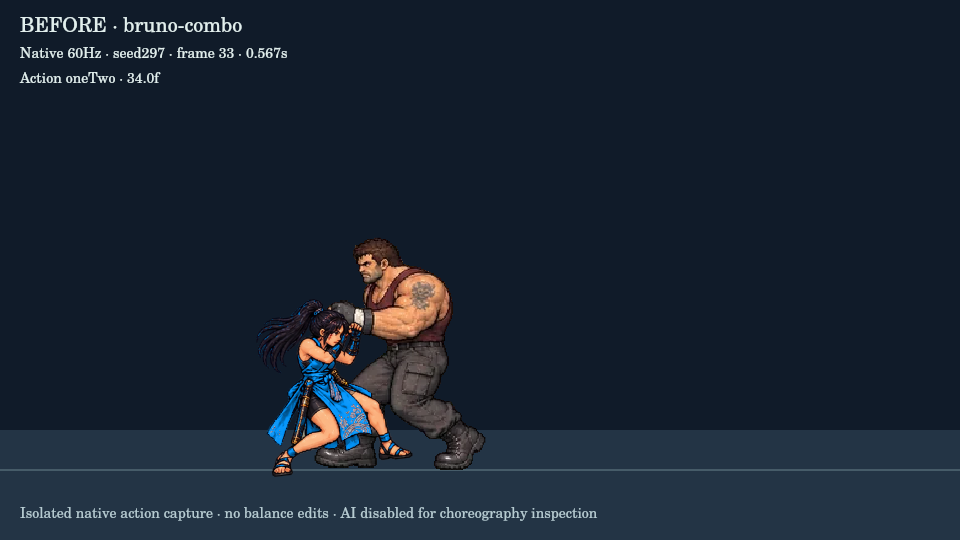 BEFORE · bruno-combo
Native 60Hz · seed297 · frame 33 · 0.567s
Action oneTwo · 34.0f
Isolated native action capture · no balance edits · AI disabled for choreography inspection